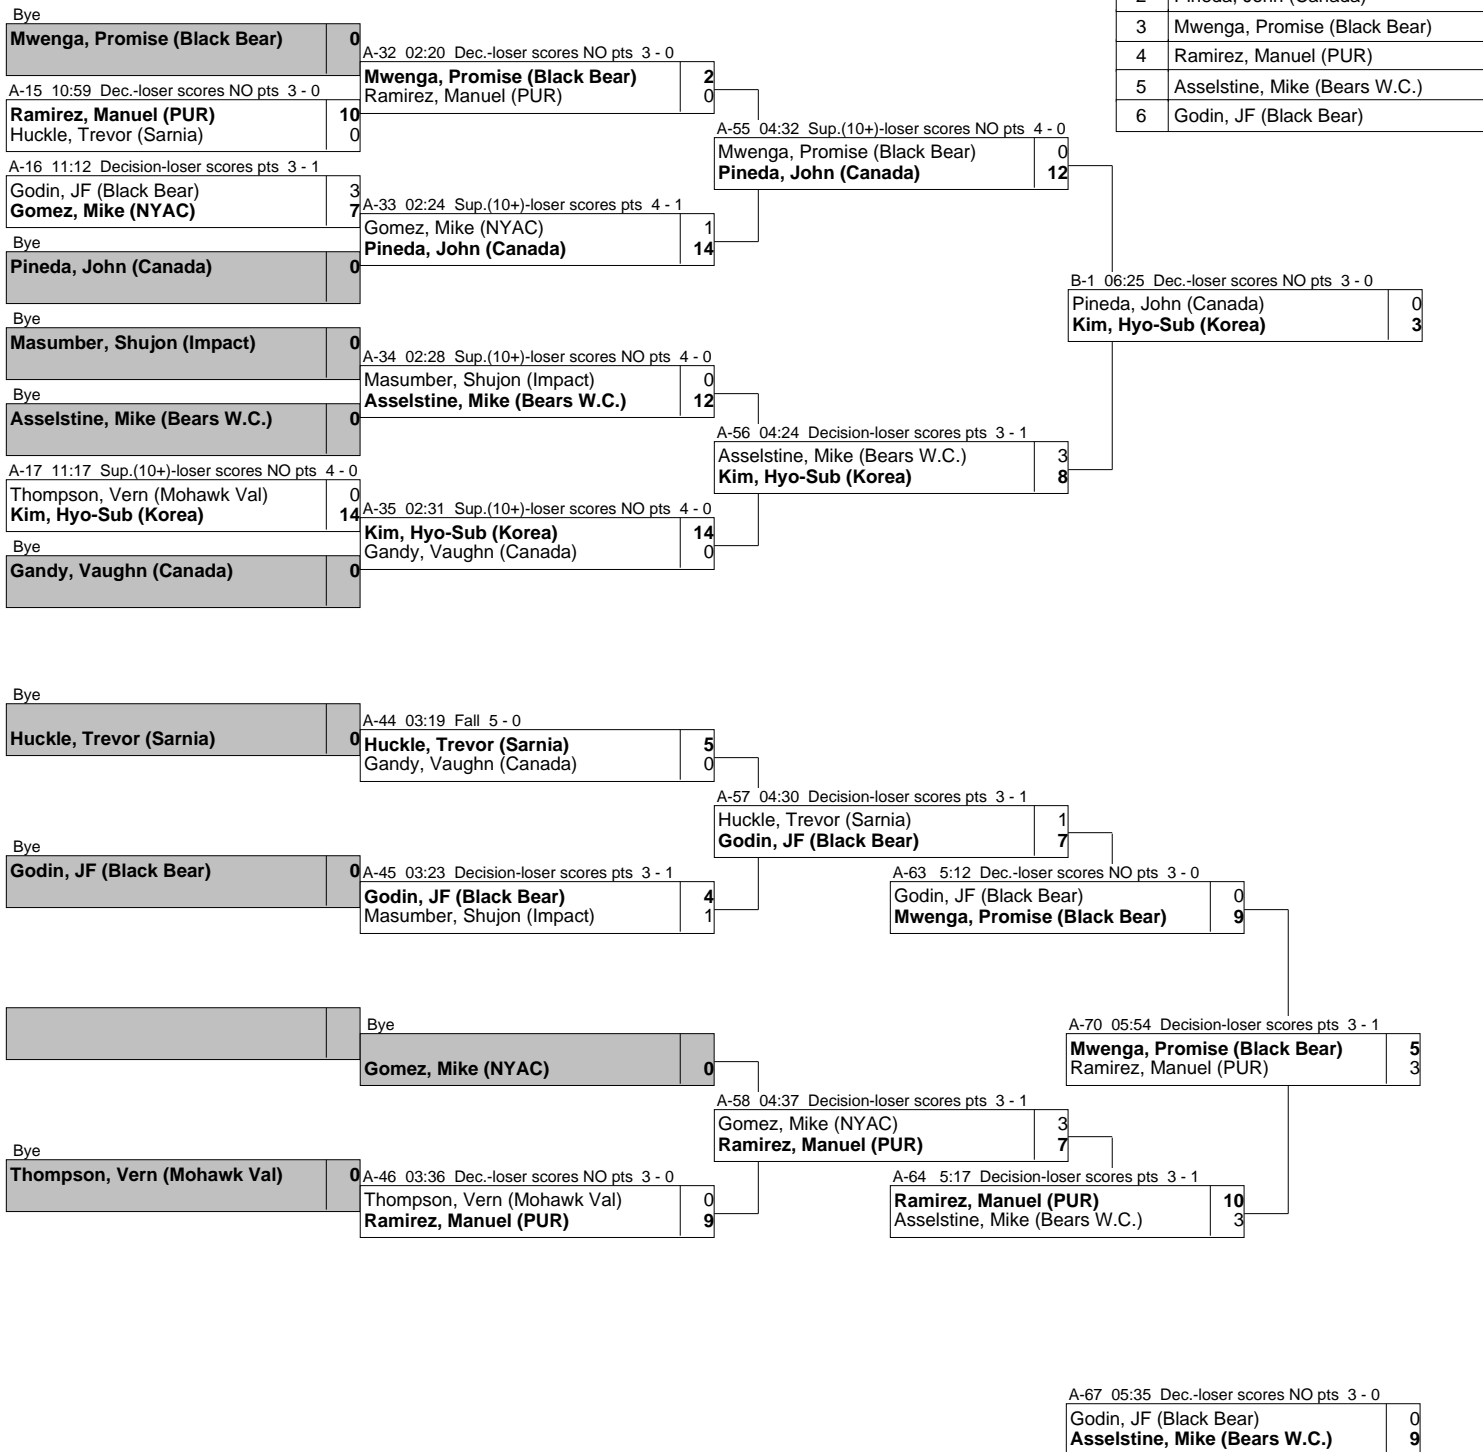 2 Pineda, John (Canada)
3 Mwenga, Promise (Black Bear)
4 Ramirez, Manuel (PUR)
5 Asselstine, Mike (Bears W.C.)
6 Godin, JF (Black Bear)
Bye
Mwenga, Promise (Black Bear) 0
A-15 10:59 Dec.-loser scores NO pts 3 - 0
Ramirez, Manuel (PUR) 10
Huckle, Trevor (Sarnia) 0
A-16 11:12 Decision-loser scores pts 3 - 1
Godin, JF (Black Bear) 3
Gomez, Mike (NYAC) 7
Bye
Pineda, John (Canada) 0
Bye
Masumber, Shujon (Impact) 0
Bye
Asselstine, Mike (Bears W.C.) 0
A-17 11:17 Sup.(10+)-loser scores NO pts 4 - 0
Thompson, Vern (Mohawk Val) 0
Kim, Hyo-Sub (Korea) 14
Bye
Gandy, Vaughn (Canada) 0
A-32 02:20 Dec.-loser scores NO pts 3 - 0
Mwenga, Promise (Black Bear) 2
Ramirez, Manuel (PUR) 0
A-33 02:24 Sup.(10+)-loser scores pts 4 - 1
Gomez, Mike (NYAC) 1
Pineda, John (Canada) 14
A-34 02:28 Sup.(10+)-loser scores NO pts 4 - 0
Masumber, Shujon (Impact) 0
Asselstine, Mike (Bears W.C.) 12
A-35 02:31 Sup.(10+)-loser scores NO pts 4 - 0
Kim, Hyo-Sub (Korea) 14
Gandy, Vaughn (Canada) 0
A-55 04:32 Sup.(10+)-loser scores NO pts 4 - 0
Mwenga, Promise (Black Bear) 0
Pineda, John (Canada) 12
A-56 04:24 Decision-loser scores pts 3 - 1
Asselstine, Mike (Bears W.C.) 3
Kim, Hyo-Sub (Korea) 8
B-1 06:25 Dec.-loser scores NO pts 3 - 0
Pineda, John (Canada) 0
Kim, Hyo-Sub (Korea) 3
Bye
Huckle, Trevor (Sarnia) 0
Bye
Godin, JF (Black Bear) 0
Bye
Thompson, Vern (Mohawk Val) 0
A-44 03:19 Fall 5 - 0
Huckle, Trevor (Sarnia) 5
Gandy, Vaughn (Canada) 0
A-45 03:23 Decision-loser scores pts 3 - 1
Godin, JF (Black Bear) 4
Masumber, Shujon (Impact) 1
Bye
Gomez, Mike (NYAC) 0
A-46 03:36 Dec.-loser scores NO pts 3 - 0
Thompson, Vern (Mohawk Val) 0
Ramirez, Manuel (PUR) 9
A-57 04:30 Decision-loser scores pts 3 - 1
Huckle, Trevor (Sarnia) 1
Godin, JF (Black Bear) 7
A-58 04:37 Decision-loser scores pts 3 - 1
Gomez, Mike (NYAC) 3
Ramirez, Manuel (PUR) 7
A-63 5:12 Dec.-loser scores NO pts 3 - 0
Godin, JF (Black Bear) 0
Mwenga, Promise (Black Bear) 9
A-64 5:17 Decision-loser scores pts 3 - 1
Ramirez, Manuel (PUR) 10
Asselstine, Mike (Bears W.C.) 3
A-70 05:54 Decision-loser scores pts 3 - 1
Mwenga, Promise (Black Bear) 5
Ramirez, Manuel (PUR) 3
A-67 05:35 Dec.-loser scores NO pts 3 - 0
Godin, JF (Black Bear) 0
Asselstine, Mike (Bears W.C.) 9